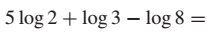 5 log 2 + log 3 − log 8 =